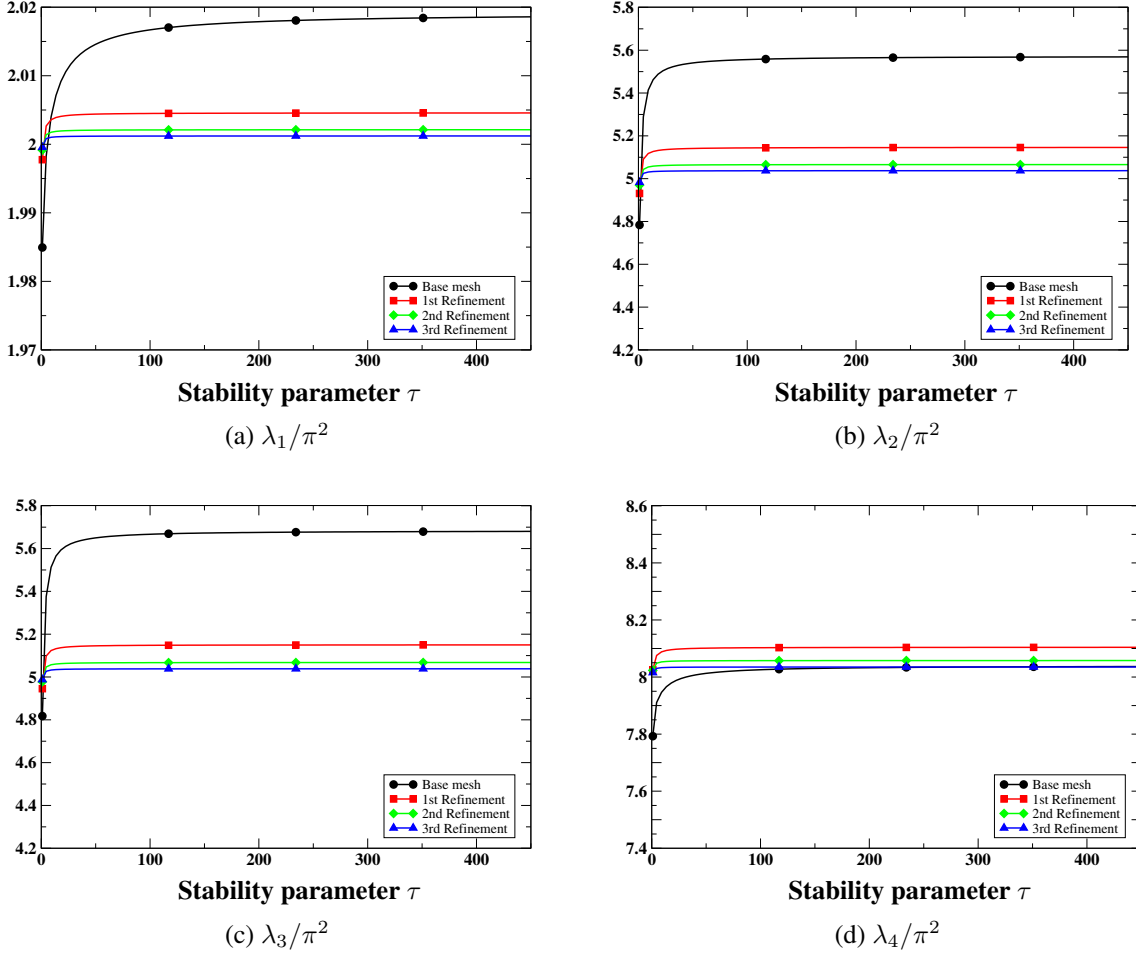 2.02
2.01
2
1.99
1.98
1.97
0 100 200 300 400
Base mesh
1st Refinement
2nd Refinement
3rd Refinement
Stability parameter τ
(a) λ₁/π²
5.8
5.6
5.4
5.2
5
4.8
4.6
4.4
4.2
0 100 200 300 400
Base mesh
1st Refinement
2nd Refinement
3rd Refinement
Stability parameter τ
(b) λ₂/π²
5.8
5.6
5.4
5.2
5
4.8
4.6
4.4
4.2
0 100 200 300 400
Base mesh
1st Refinement
2nd Refinement
3rd Refinement
Stability parameter τ
(c) λ₃/π²
8.6
8.4
8.2
8
7.8
7.6
7.4
0 100 200 300 400
Base mesh
1st Refinement
2nd Refinement
3rd Refinement
Stability parameter τ
(d) λ₄/π²